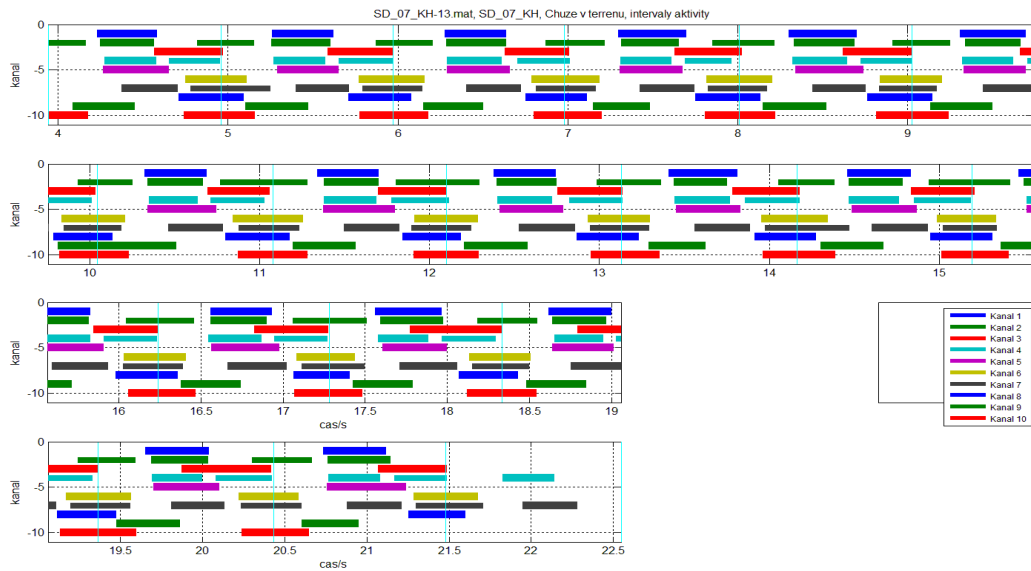 SD_07_KH-13.mat, SD_07_KH, Chuze v terrenu, intervaly aktivity
0
-5
-10
kanal
4 5 6 7 8 9
0
-5
-10
kanal
10 11 12 13 14 15
0
-5
-10
kanal
16 16.5 17 17.5 18 18.5 19
cas/s
Kanal 1
Kanal 2
Kanal 3
Kanal 4
Kanal 5
Kanal 6
Kanal 7
Kanal 8
Kanal 9
Kanal 10
0
-5
-10
kanal
19.5 20 20.5 21 21.5 22 22.5
cas/s